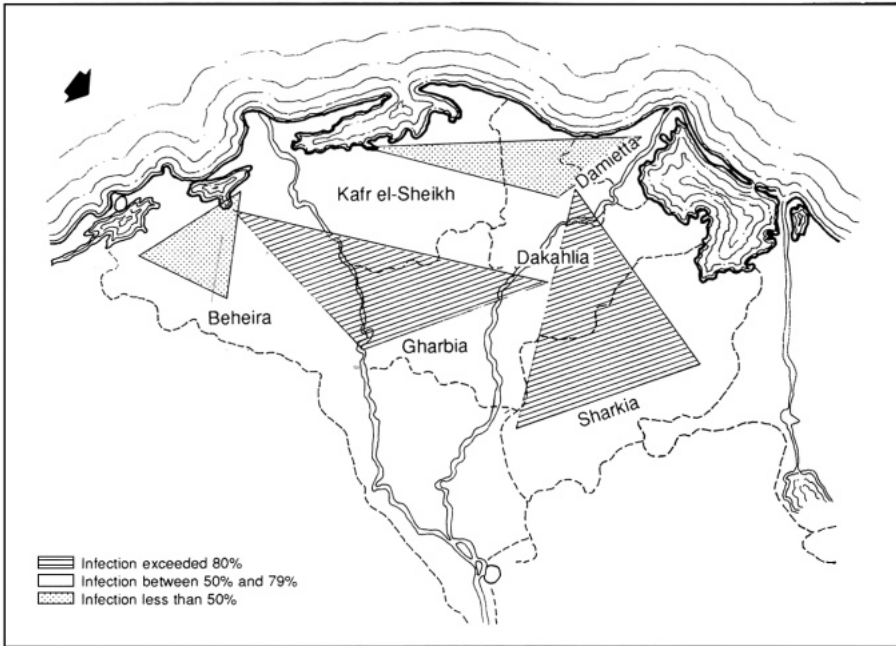 Damietta
Kafr el-Sheikh
Dakahlia
Beheira
Gharbia
Sharkia
Infection exceeded 80%
Infection between 50% and 79%
Infection less than 50%